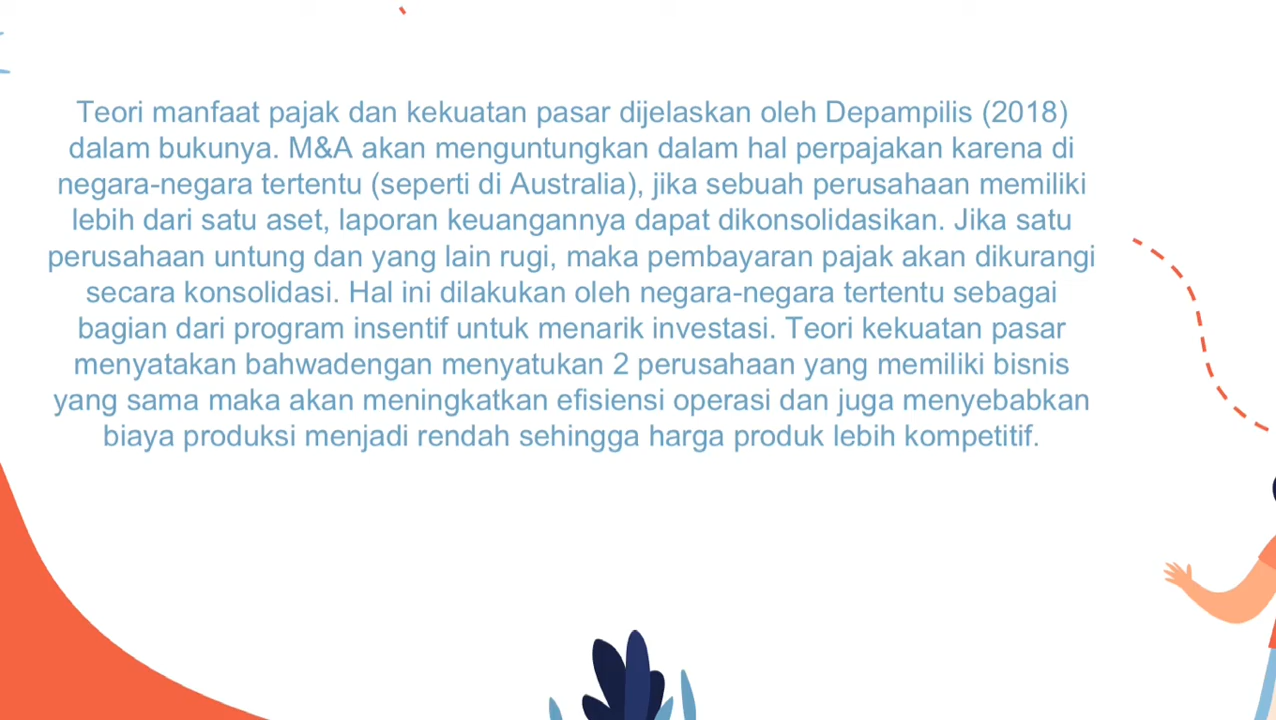 Teori manfaat pajak dan kekuatan pasar dijelaskan oleh Depampilis (2018)
dalam bukunya. M&A akan menguntungkan dalam hal perpajakan karena di
negara-negara tertentu (seperti di Australia), jika sebuah perusahaan memiliki
lebih dari satu aset, laporan keuangannya dapat dikonsolidasikan. Jika satu
perusahaan untung dan yang lain rugi, maka pembayaran pajak akan dikurangi
secara konsolidasi. Hal ini dilakukan oleh negara-negara tertentu sebagai
bagian dari program insentif untuk menarik investasi. Teori kekuatan pasar
menyatakan bahwadengan menyatukan 2 perusahaan yang memiliki bisnis
yang sama maka akan meningkatkan efisiensi operasi dan juga menyebabkan
biaya produksi menjadi rendah sehingga harga produk lebih kompetitif.